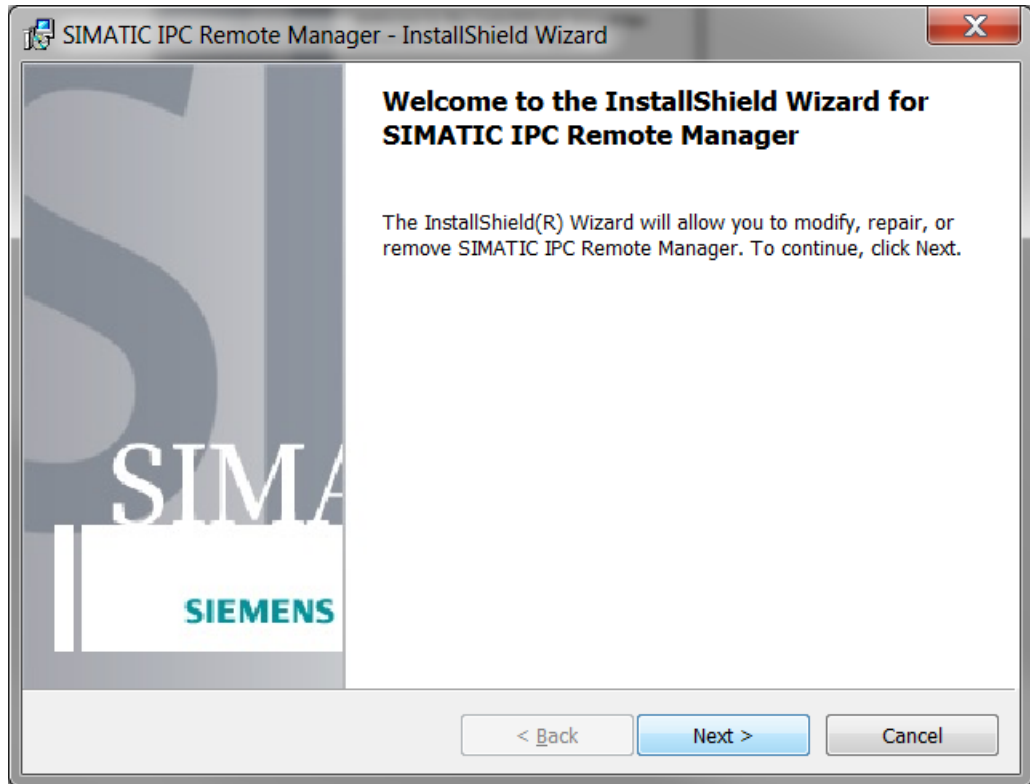 SIMATIC IPC Remote Manager - InstallShield Wizard
Welcome to the InstallShield Wizard for
SIMATIC IPC Remote Manager
The InstallShield(R) Wizard will allow you to modify, repair, or
remove SIMATIC IPC Remote Manager. To continue, click Next.
SI
SIMA
SIEMENS
< Back
Next >
Cancel